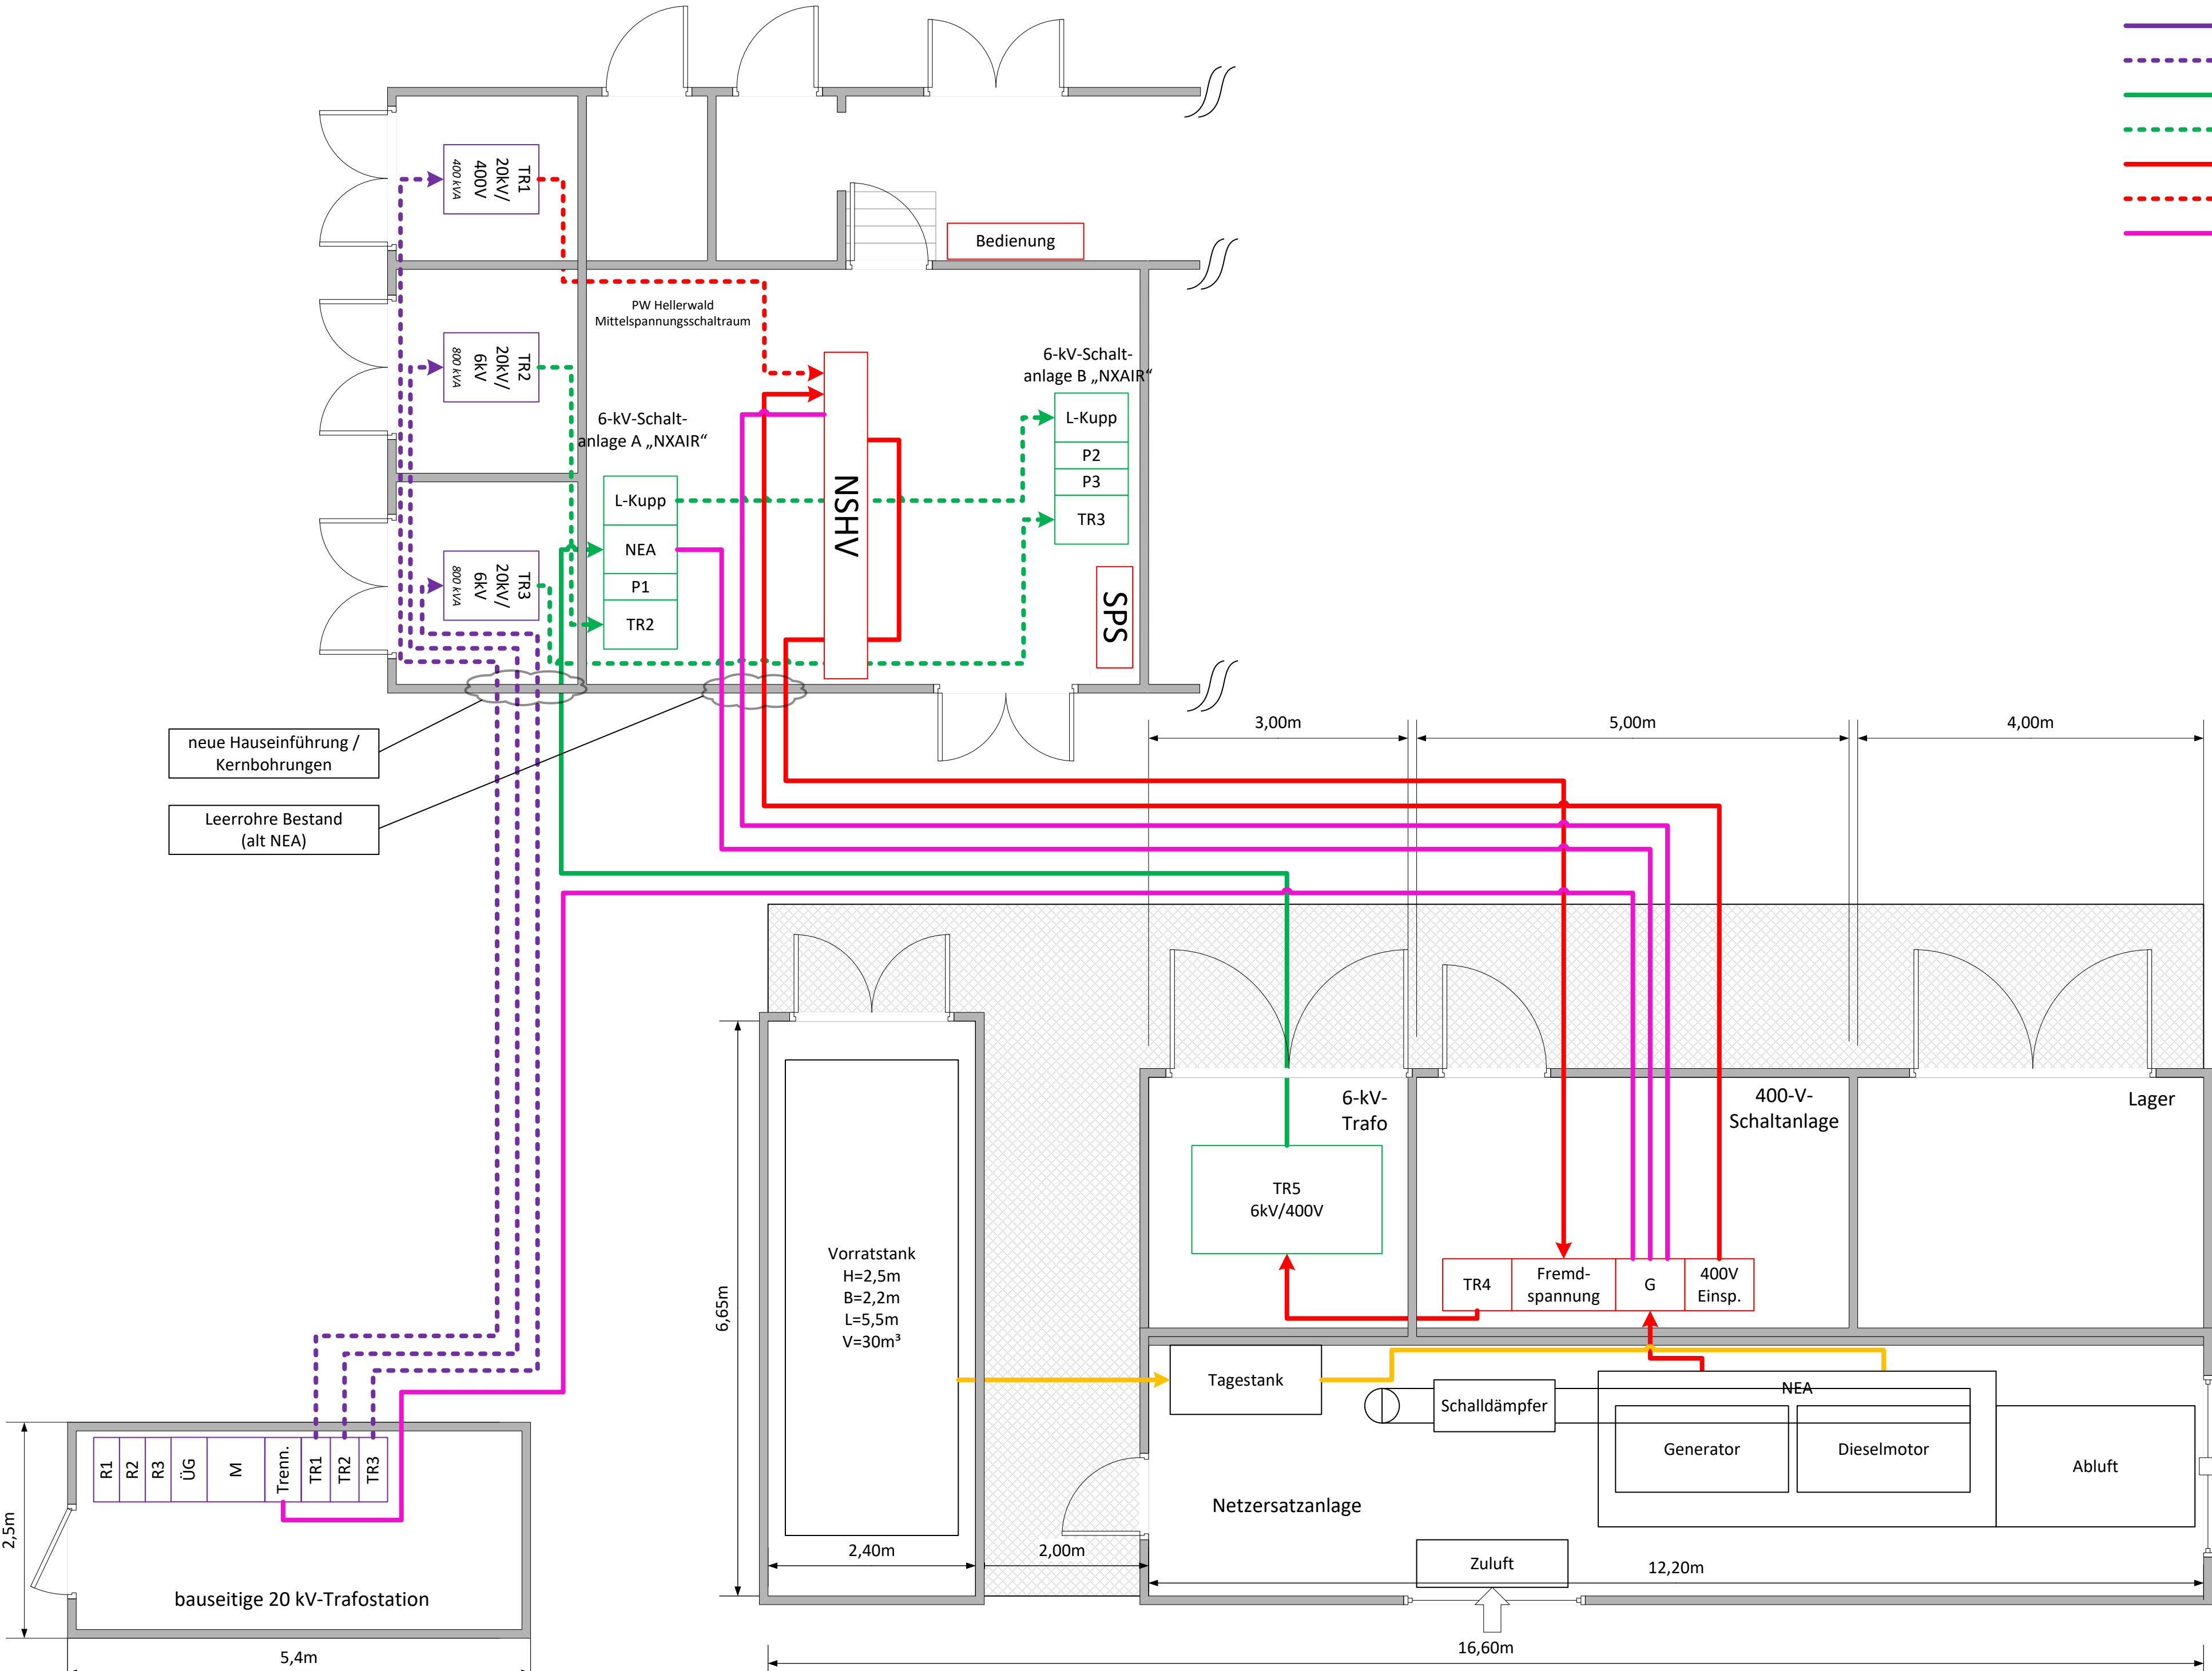 TR1
20kV/
400V
400 kVA
Bedienung
PW Hellerwald
Mittelspannungsschaltraum
TR2
20kV/
6kV
800 kVA
6-kV-Schalt-
anlage B „NXAIR“
L-Kupp
P2
P3
TR3
6-kV-Schalt-
anlage A „NXAIR“
L-Kupp
NEA
P1
TR2
NSHV
TR3
20kV/
6kV
800 kVA
SPS
neue Hauseinführung /
Kernbohrungen
Leerrohre Bestand
(alt NEA)
3,00m
5,00m
4,00m
6-kV-
Trafo
400-V-
Schaltanlage
Lager
TR5
6kV/400V
Vorratstank
H=2,5m
B=2,2m
L=5,5m
V=30m³
6,65m
TR4
Fremd-
spannung
G
400V
Einsp.
Tagestank
Schalldämpfer
NEA
Generator
Dieselmotor
Abluft
Netzersatzanlage
Zuluft
2,40m
2,00m
12,20m
16,60m
R1
R2
R3
ÜG
M
Trenn.
TR1
TR2
TR3
2,5m
bauseitige 20 kV-Trafostation
5,4m